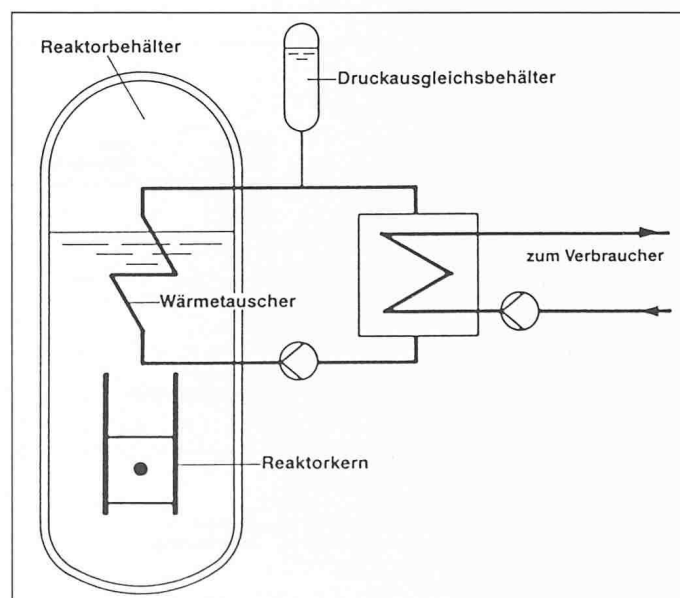 Reaktorbehälter
Druckausgleichsbehälter
zum Verbraucher
Wärmetauscher
Reaktorkern